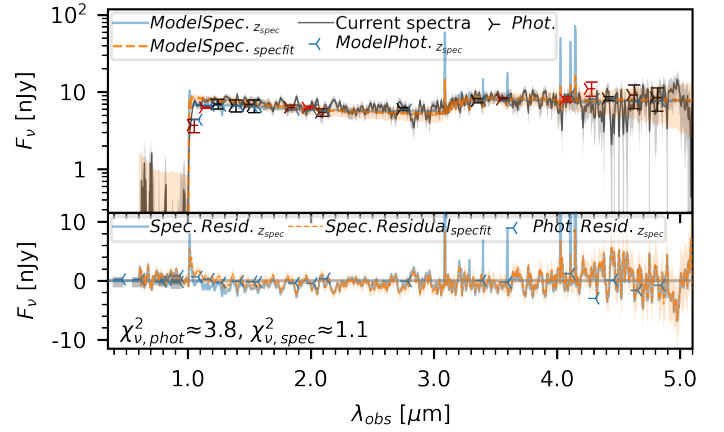 ModelSpec. z_spec Current spectra Phot.
ModelSpec. specfit ModelPhot. z_spec
10²
10
1
F_ν [nJy]
Spec. Resid. z_spec Spec. Residual specfit Phot. Resid. z_spec
10
0
-10
F_ν [nJy]
χ²_ν,phot≈3.8, χ²_ν,spec≈1.1
1.0 2.0 3.0 4.0 5.0
λ_obs [μm]